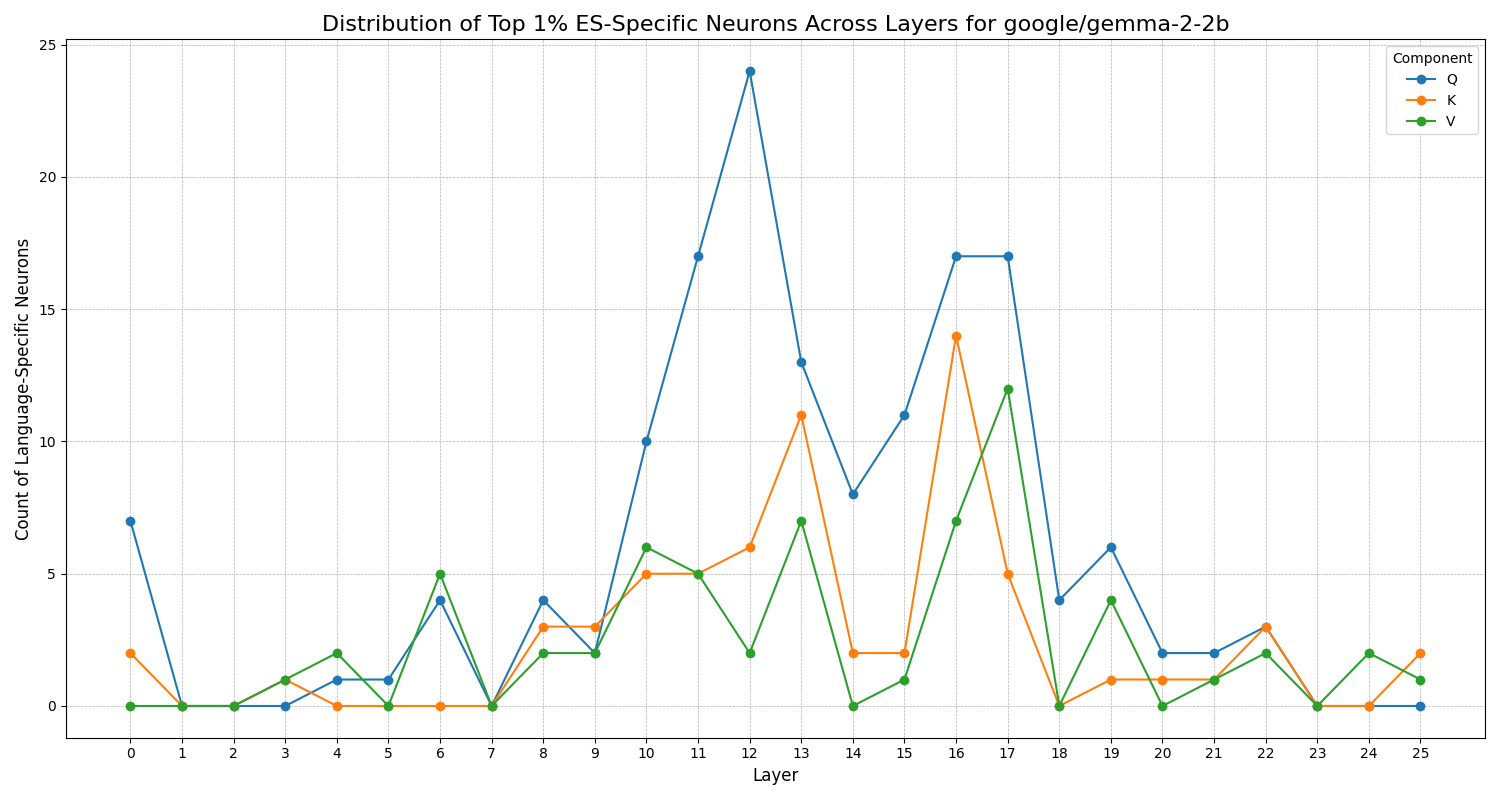 Distribution of Top 1% ES-Specific Neurons Across Layers for google/gemma-2-2b
Component
Q
K
V
Count of Language-Specific Neurons
25
20
15
10
5
0
0 1 2 3 4 5 6 7 8 9 10 11 12 13 14 15 16 17 18 19 20 21 22 23 24 25
Layer